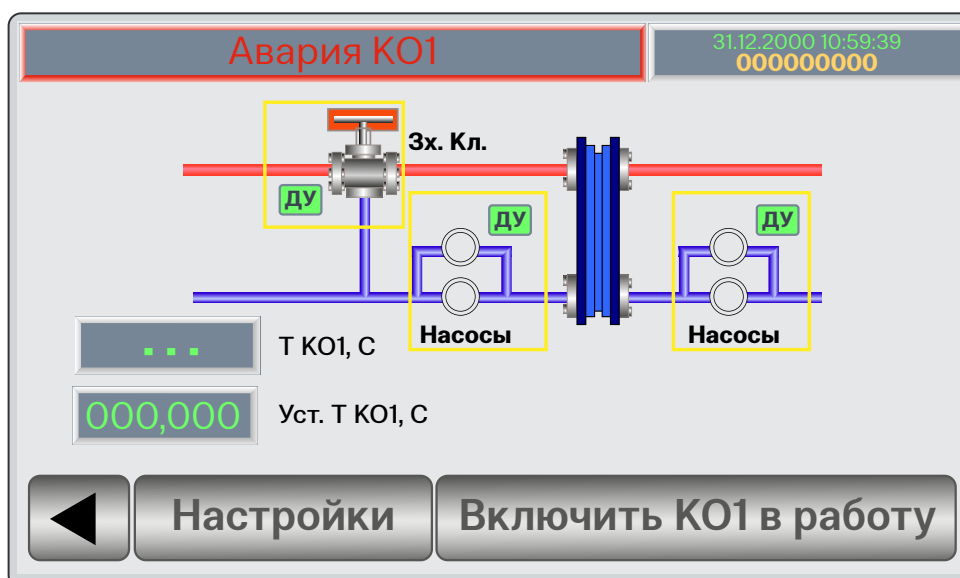 Авария КО1
31.12.2000 10:59:39
000000000
3х. Кл.
ДУ
ДУ
ДУ
Насосы
Насосы
...
Т КО1, С
000,000
Уст. Т КО1, С
Настройки
Включить КО1 в работу